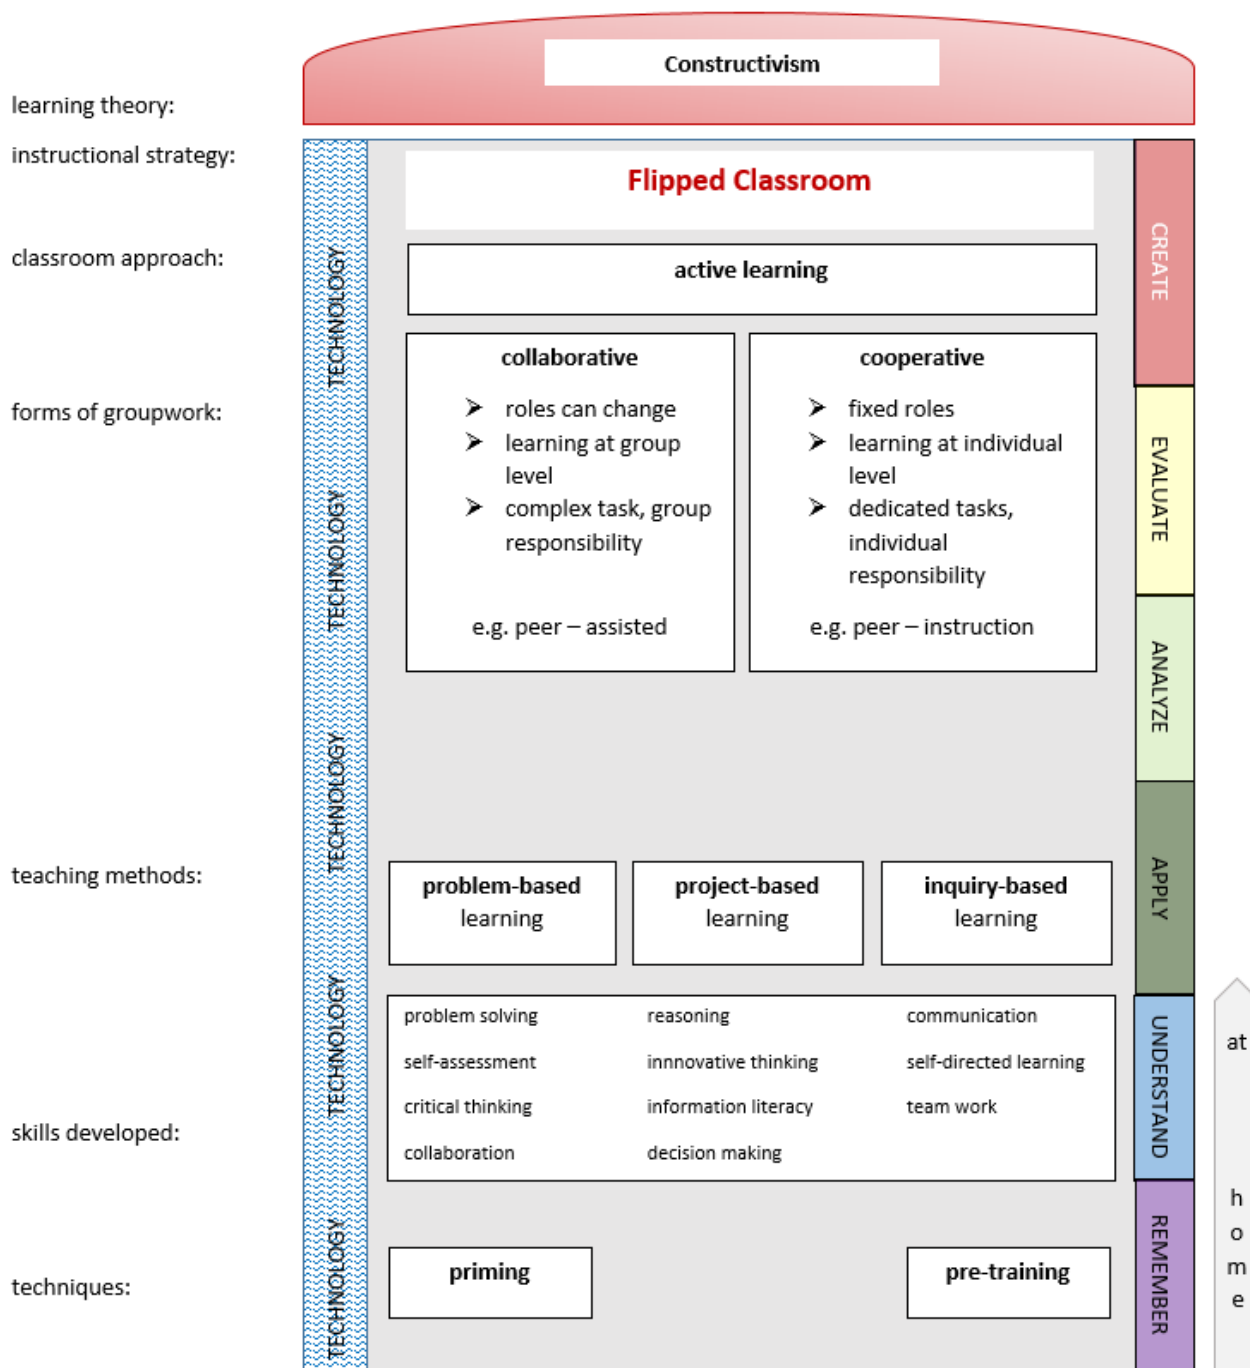 Constructivism
learning theory:
instructional strategy:
Flipped Classroom
classroom approach:
active learning
forms of groupwork:
collaborative
➢ roles can change
➢ learning at group
level
➢ complex task, group
responsibility
e.g. peer – assisted
cooperative
➢ fixed roles
➢ learning at individual
level
➢ dedicated tasks,
individual
responsibility
e.g. peer – instruction
teaching methods:
problem-based
learning
project-based
learning
inquiry-based
learning
skills developed:
problem solving
reasoning
communication
self-assessment
innnovative thinking
self-directed learning
critical thinking
information literacy
team work
collaboration
decision making
techniques:
priming
pre-training
TECHNOLOGY
TECHNOLOGY
TECHNOLOGY
TECHNOLOGY
TECHNOLOGY
CREATE
EVALUATE
ANALYZE
APPLY
UNDERSTAND
REMEMBER
at
h
o
m
e